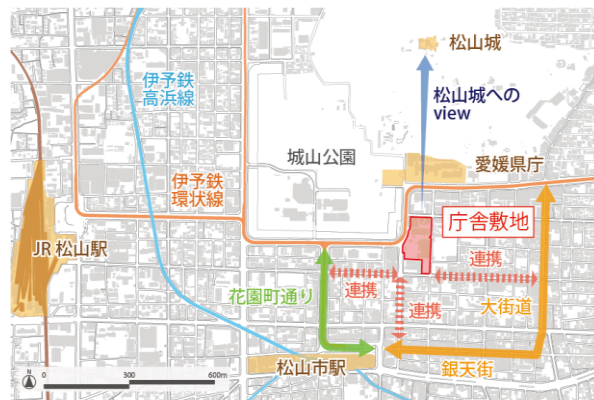 松山城
伊予鉄
高浜線
松山城への
view
城山公園
愛媛県庁
伊予鉄
環状線
庁舎敷地
JR 松山駅
連携
連携
花園町通り
連携
大街道
松山市駅
銀天街
N
0
300
600m